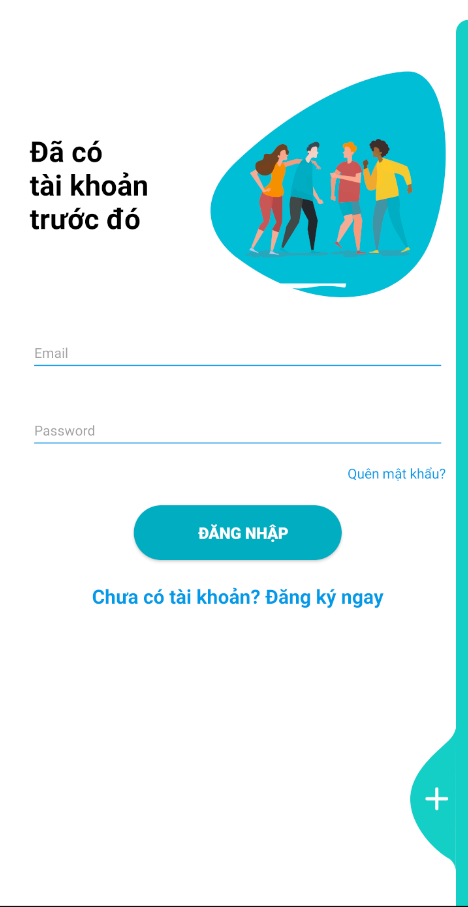 Đã có
tài khoản
trước đó
Email
Password
Quên mật khẩu?
ĐĂNG NHẬP
Chưa có tài khoản? Đăng ký ngay